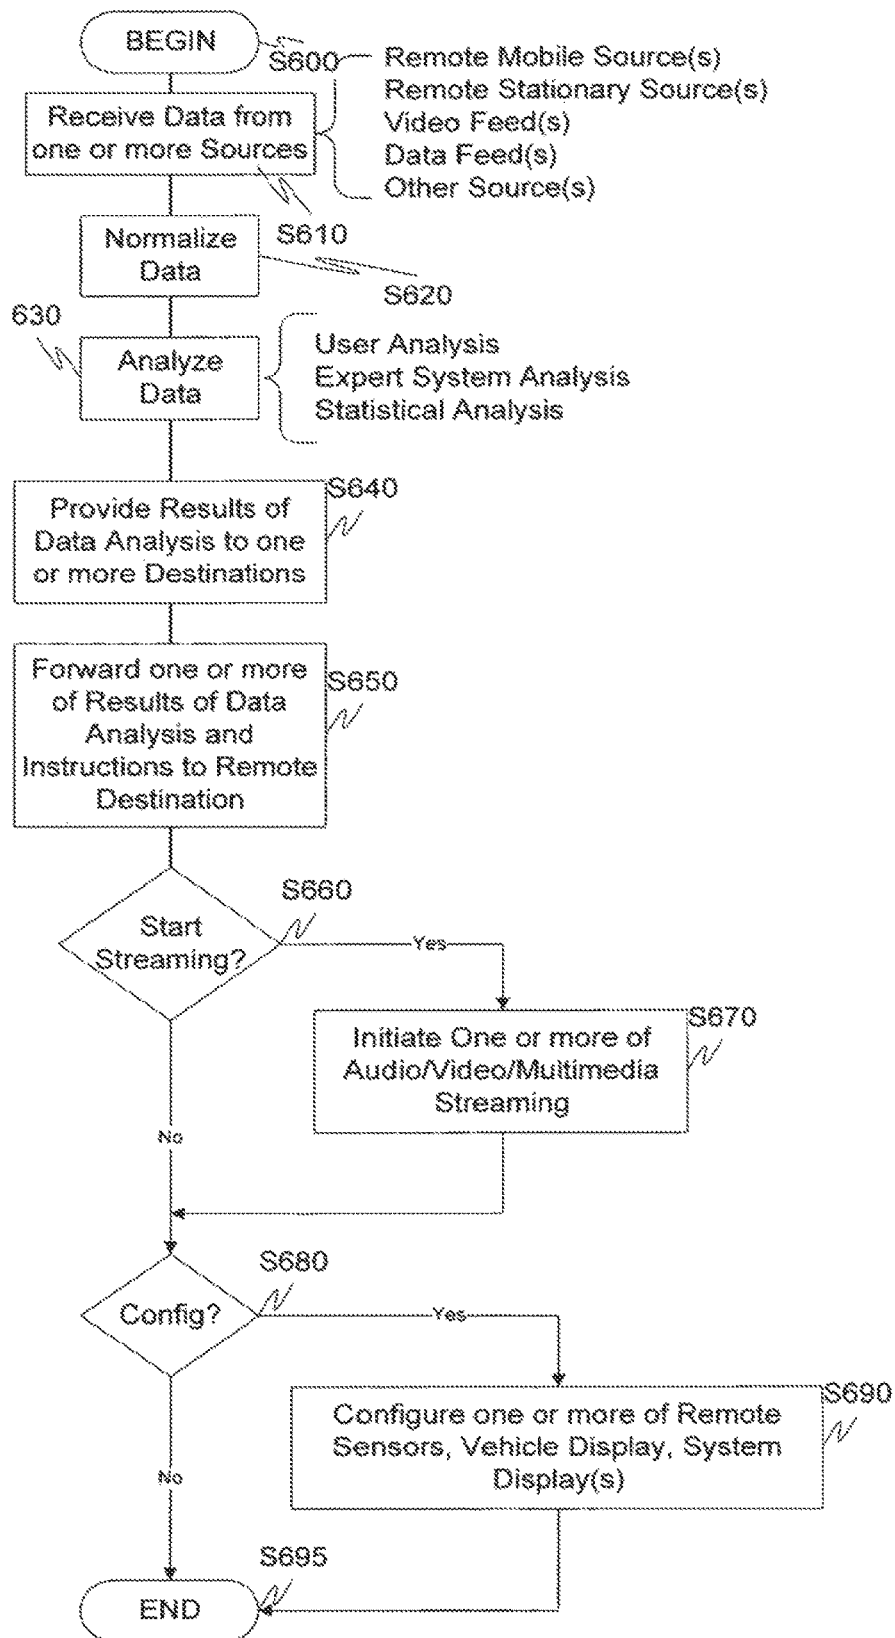 BEGIN
S600
Receive Data from
one or more Sources
Remote Mobile Source(s)
Remote Stationary Source(s)
Video Feed(s)
Data Feed(s)
Other Source(s)
S610
Normalize
Data
S620
630
Analyze
Data
User Analysis
Expert System Analysis
Statistical Analysis
S640
Provide Results of
Data Analysis to one
or more Destinations
S650
Forward one or more
of Results of Data
Analysis and
Instructions to Remote
Destination
S660
Start
Streaming?
Yes
S670
Initiate One or more of
Audio/Video/Multimedia
Streaming
No
S680
Config?
Yes
S690
Configure one or more of Remote
Sensors, Vehicle Display, System
Display(s)
No
S695
END